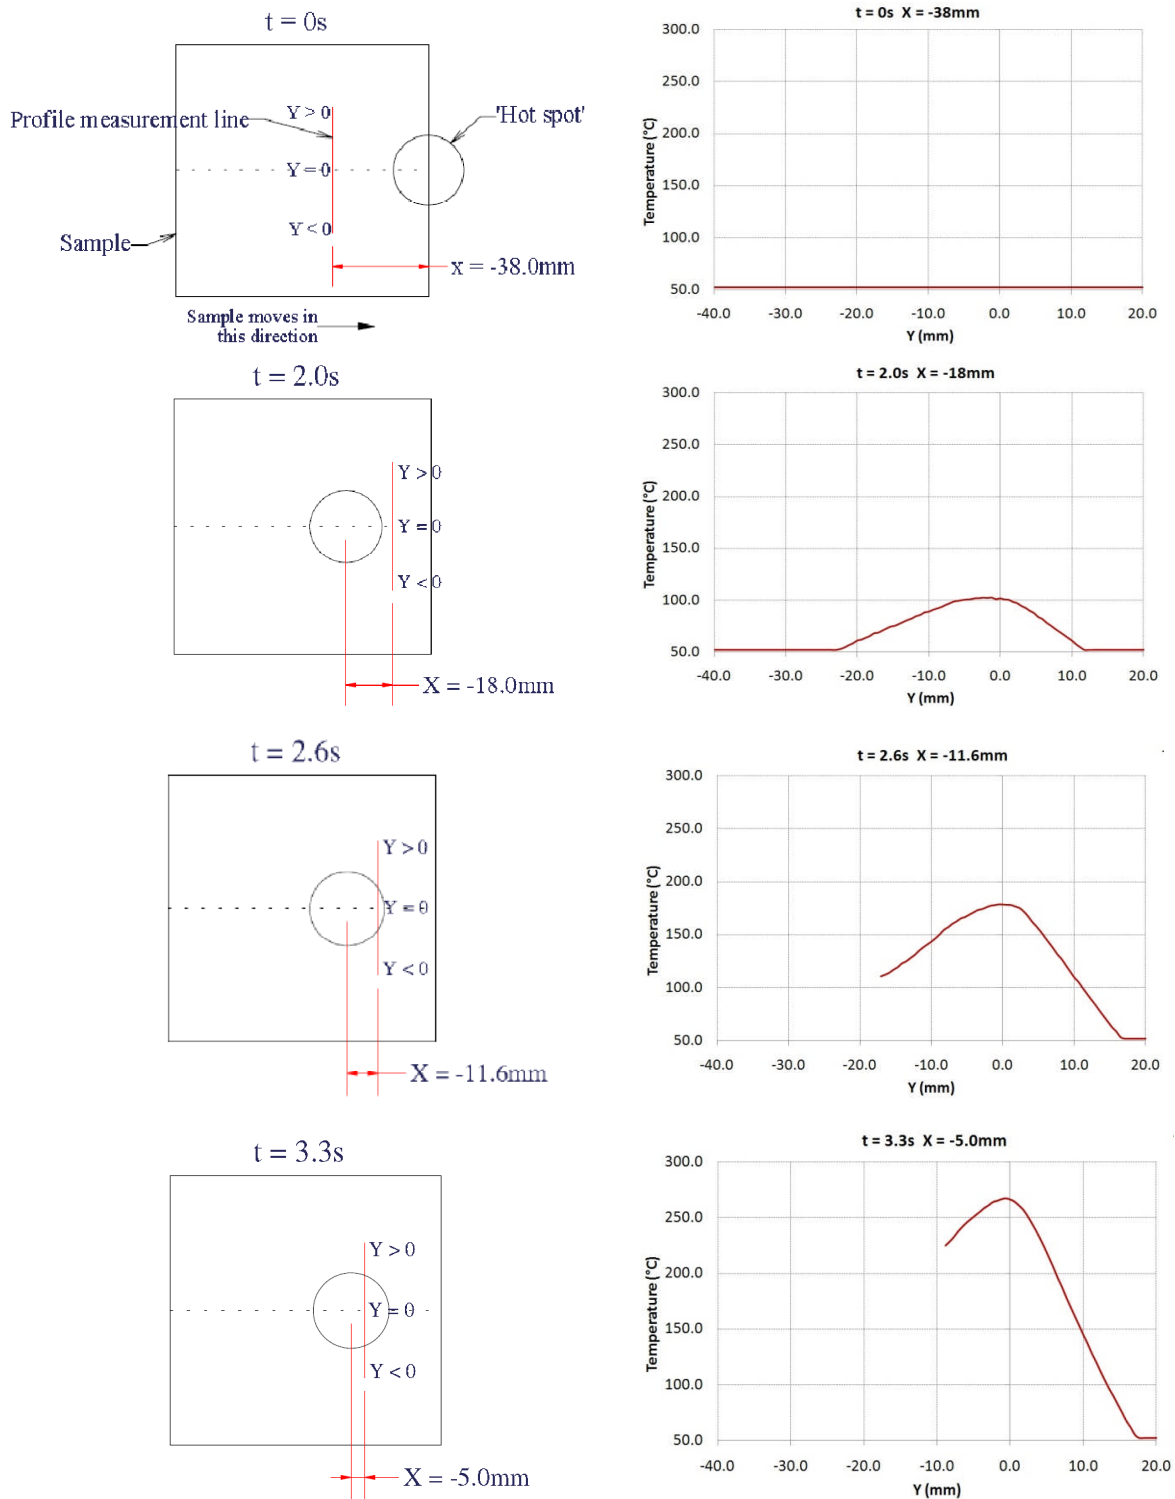 t = 0s
Profile measurement line
Y > 0
'Hot spot'
Y = 0
Y < 0
Sample
x = -38.0mm
Sample moves in
this direction
t = 0s X = -38mm
Temperature (°C)
300.0
250.0
200.0
150.0
100.0
50.0
-40.0 -30.0 -20.0 -10.0 0.0 10.0 20.0
Y (mm)
t = 2.0s
Y > 0
Y = 0
Y < 0
X = -18.0mm
t = 2.0s X = -18mm
Temperature (°C)
300.0
250.0
200.0
150.0
100.0
50.0
-40.0 -30.0 -20.0 -10.0 0.0 10.0 20.0
Y (mm)
t = 2.6s
Y > 0
Y = 0
Y < 0
X = -11.6mm
t = 2.6s X = -11.6mm
Temperature (°C)
300.0
250.0
200.0
150.0
100.0
50.0
-40.0 -30.0 -20.0 -10.0 0.0 10.0 20.0
Y (mm)
t = 3.3s
Y > 0
Y = 0
Y < 0
X = -5.0mm
t = 3.3s X = -5.0mm
Temperature (°C)
300.0
250.0
200.0
150.0
100.0
50.0
-40.0 -30.0 -20.0 -10.0 0.0 10.0 20.0
Y (mm)